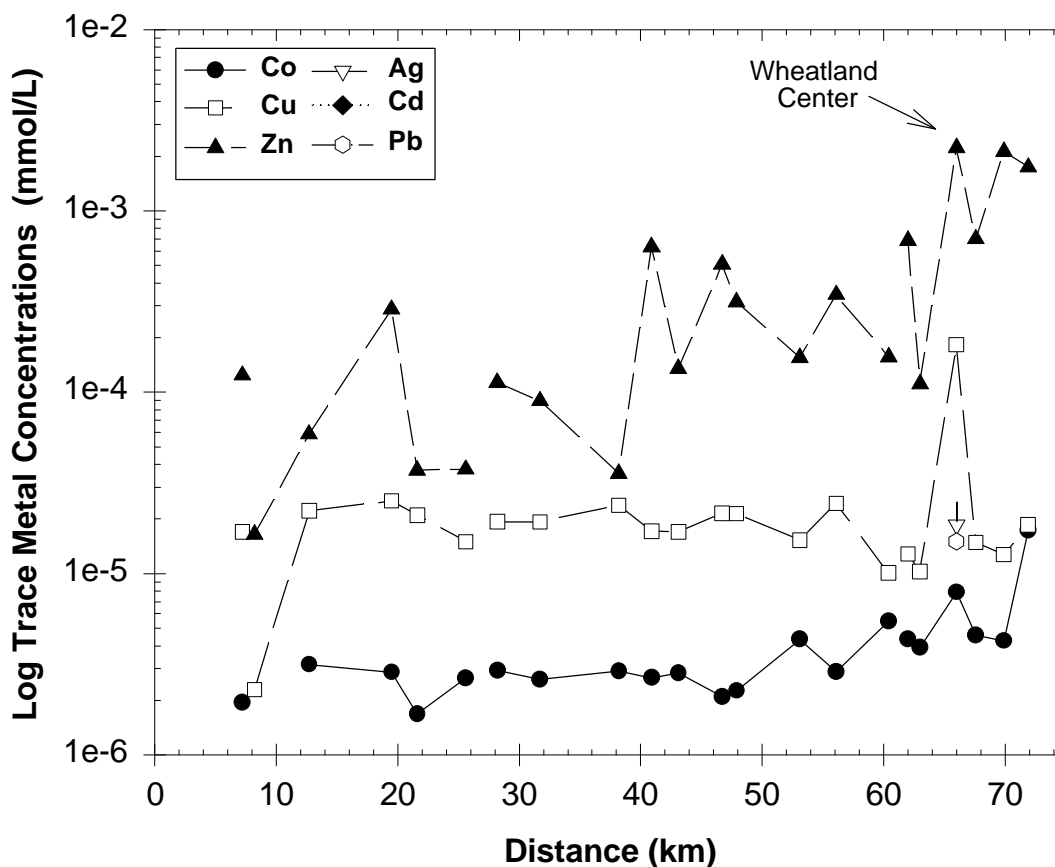 1e-2
1e-3
1e-4
1e-5
1e-6
Log Trace Metal Concentrations (mmol/L)
Co
Cu
Zn
Ag
Cd
Pb
Wheatland
Center
0 10 20 30 40 50 60 70
Distance (km)